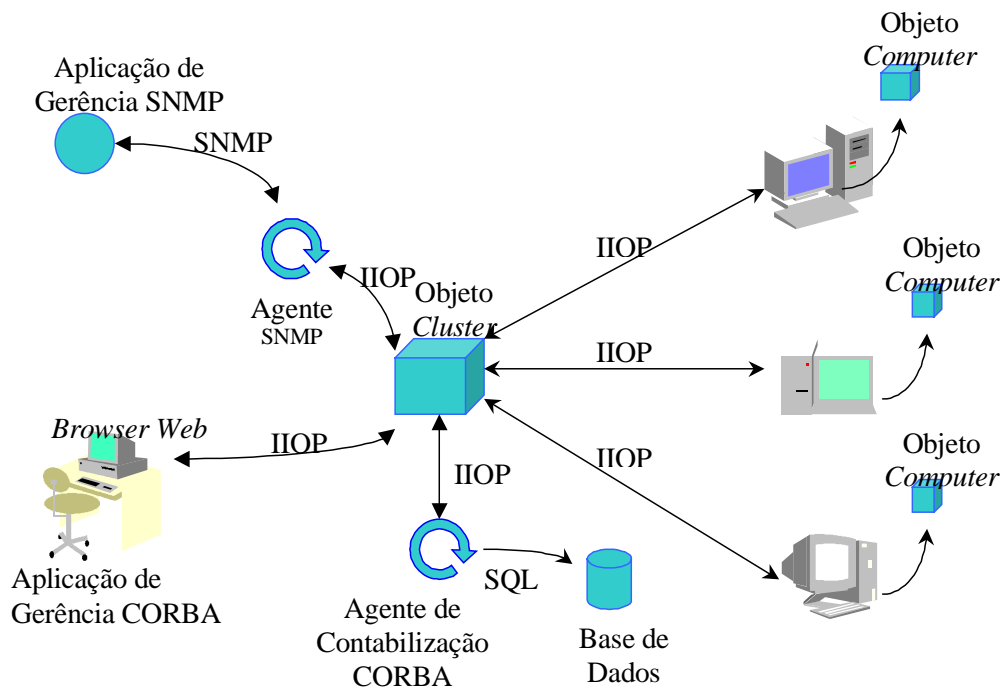 Objeto
Computer
Aplicação de
Gerência SNMP
SNMP
IIOP
Objeto
Computer
IIOP
Objeto
Cluster
Agente
SNMP
IIOP
Browser Web
IIOP
IIOP
IIOP
Objeto
Computer
Aplicação de
Gerência CORBA
SQL
Agente de
Contabilização
CORBA
Base de
Dados